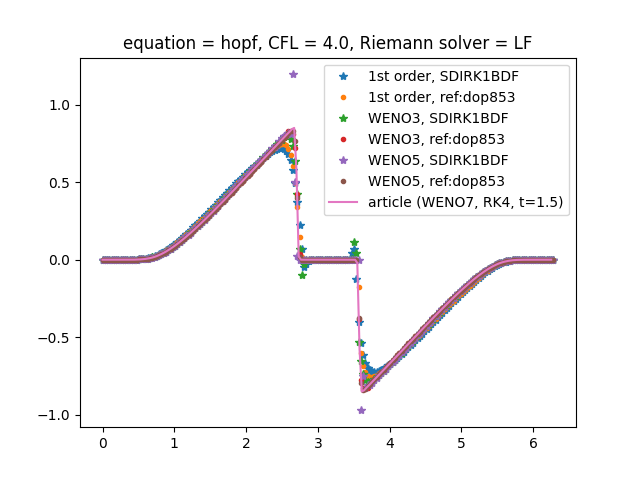 equation = hopf, CFL = 4.0, Riemann solver = LF
1st order, SDIRK1BDF
1st order, ref:dop853
WENO3, SDIRK1BDF
WENO3, ref:dop853
WENO5, SDIRK1BDF
WENO5, ref:dop853
article (WENO7, RK4, t=1.5)
1.0
0.5
0.0
−0.5
−1.0
0 1 2 3 4 5 6